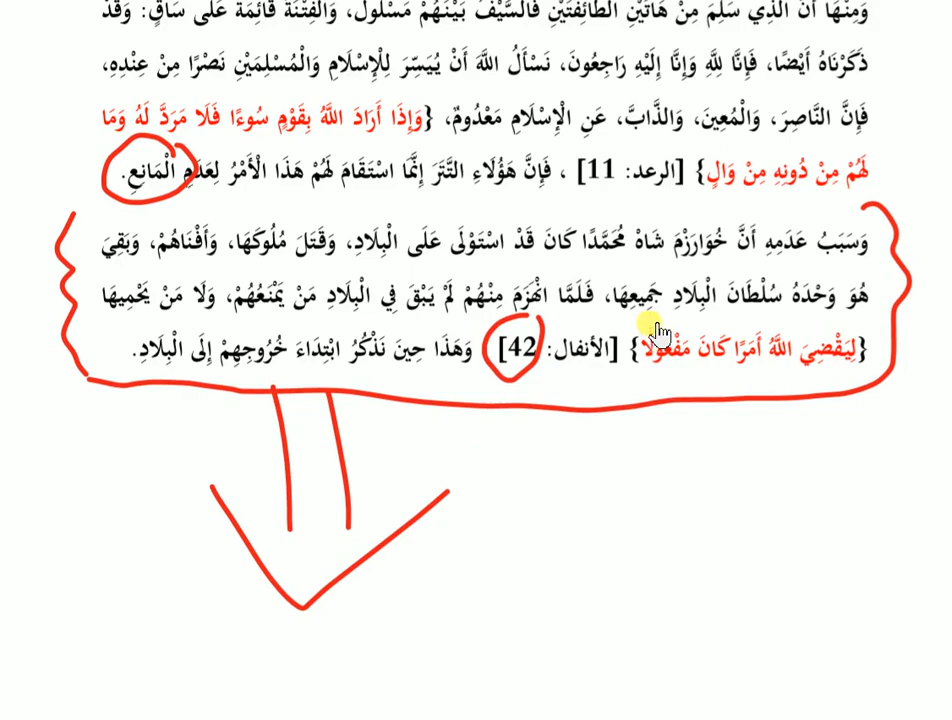 وَمِنْهَا أَنَّ الَّذِي سَلِمَ مِنْ هَاتَيْنِ الطَّائِفَتَيْنِ فَالسَّيْفُ بَيْنَهُمْ مَسْلُولٌ، وَالْفِتْنَةُ قَائِمَةٌ عَلَى سَاقٍ: وَقَدْ
ذَكَرْنَاهُ أَيْضًا، فَإِنَّا لِلَّهِ وَإِنَّا إِلَيْهِ رَاجِعُونَ، نَسْأَلُ اللَّهَ أَنْ يُيَسِّرَ لِلْإِسْلَامِ وَالْمُسْلِمَيْنِ نَصْرًا مِنْ عِنْدِهِ،
فَإِنَّ النَّاصِرَ، وَالْمُعِينَ، وَالذَّابَّ، عَنِ الْإِسْلَامِ مَعْدُومٌ، {وَإِذَا أَرَادَ اللَّهُ بِقَوْمٍ سُوءًا فَلَا مَرَدَّ لَهُ وَمَا
لَهُمْ مِنْ دُونِهِ مِنْ وَالٍ} [الرعد: 11] ، فَإِنَّ هَؤُلَاءِ التَّتَرَ إِنَّمَا اسْتَقَامَ لَهُمْ هَذَا الْأَمْرُ لِعَدَمِ الْمَانِعِ.
وَسَبَبُ عَدَمِهِ أَنَّ خُوَارَزْمَ شَاهْ مُحَمَّدًا كَانَ قَدْ اسْتَوْلَى عَلَى الْبِلَادِ، وَقَتَلَ مُلُوكَهَا، وَأَفْنَاهُمْ، وَبَقِيَ
هُوَ وَحْدَهُ سُلْطَانَ الْبِلَادِ جَمِيعِهَا، فَلَمَّا انْهَزَمَ مِنْهُمْ لَمْ يَبْقَ فِي الْبِلَادِ مَنْ يَمْنَعُهُمْ، وَلَا مَنْ يَحْمِيهَا
{لِيَقْضِيَ اللَّهُ أَمْرًا كَانَ مَفْعُولًا} [الأنفال: 42] وَهَذَا حِينَ نَذْكُرُ ابْتِدَاءَ خُرُوجِهِمْ إِلَى الْبِلَادِ.